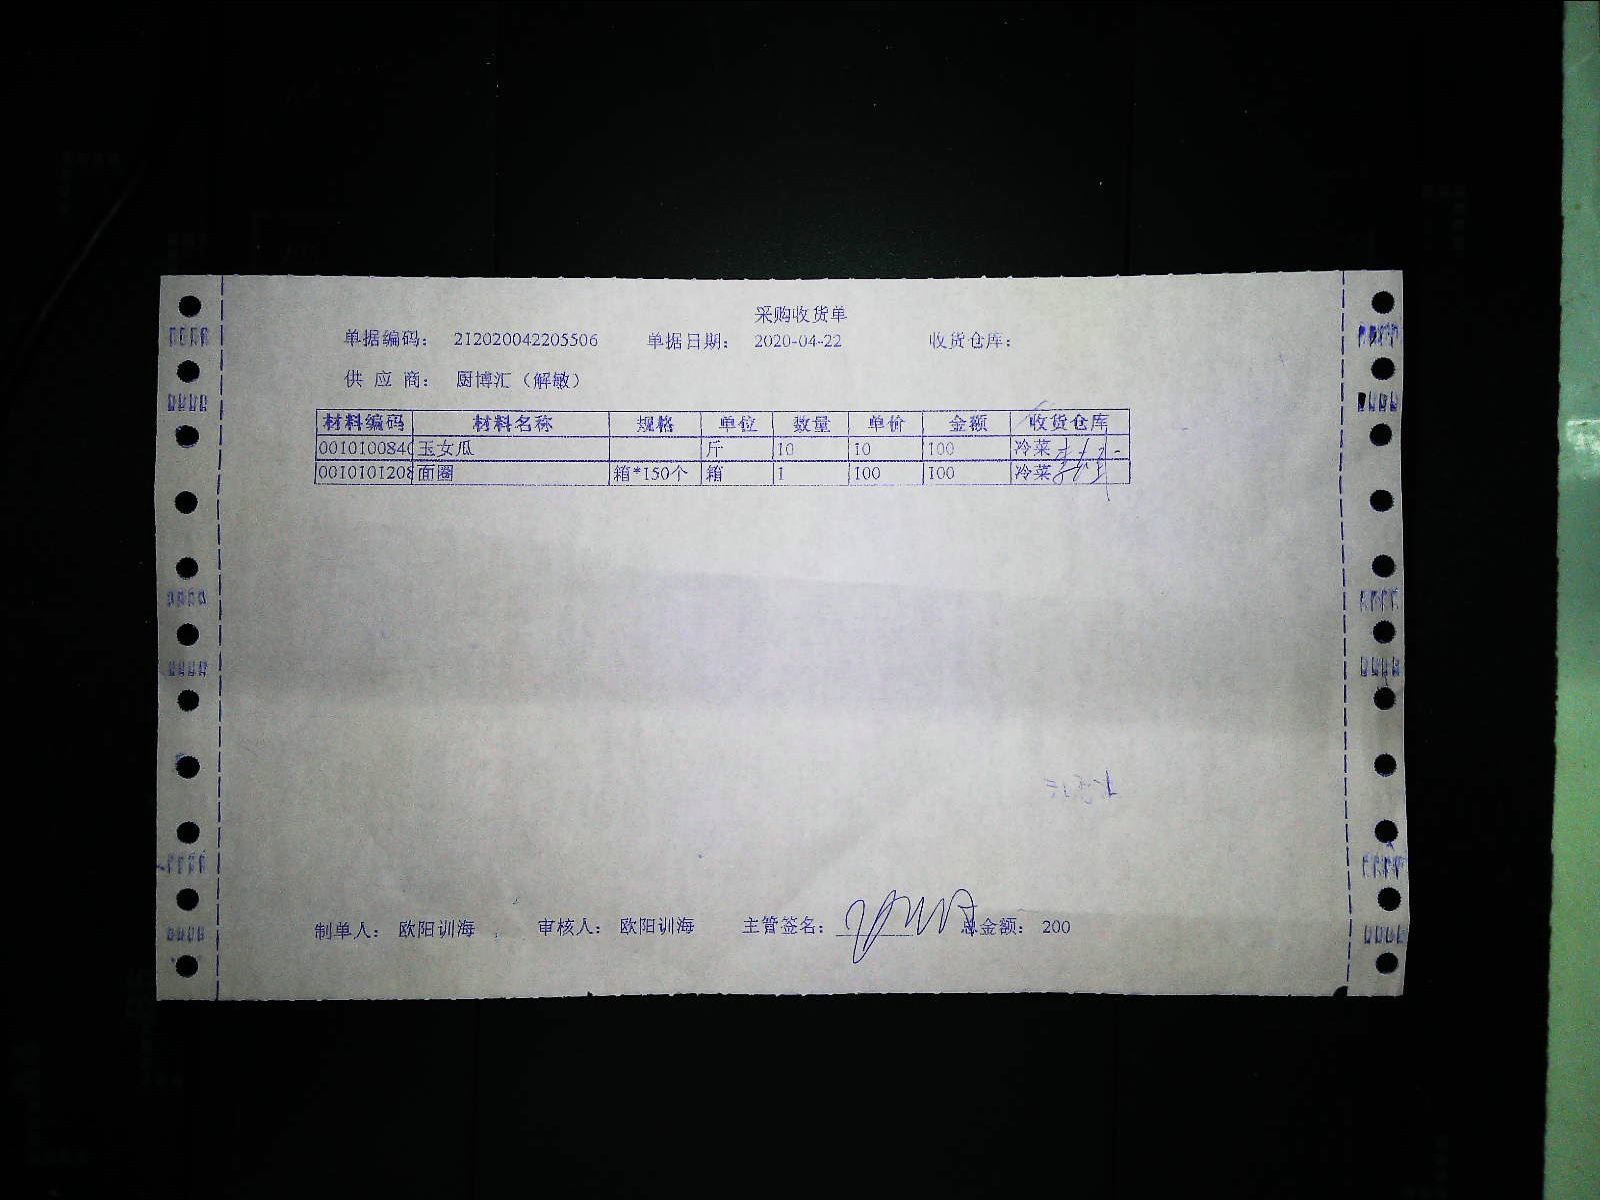 采购收货单
单据编码: 212020042205506 单据日期: 2020-04-22 收货仓库:
供 应 商: 厨博汇（解敏）
材料编码 材料名称 规格 单位 数量 单价 金额 收货仓库
001010084 玉女瓜 斤 10 10 100 冷菜
001010120 面圈 箱*150个 箱 1 100 100 冷菜
制单人: 欧阳训海 审核人: 欧阳训海 主管签名: 总金额: 200